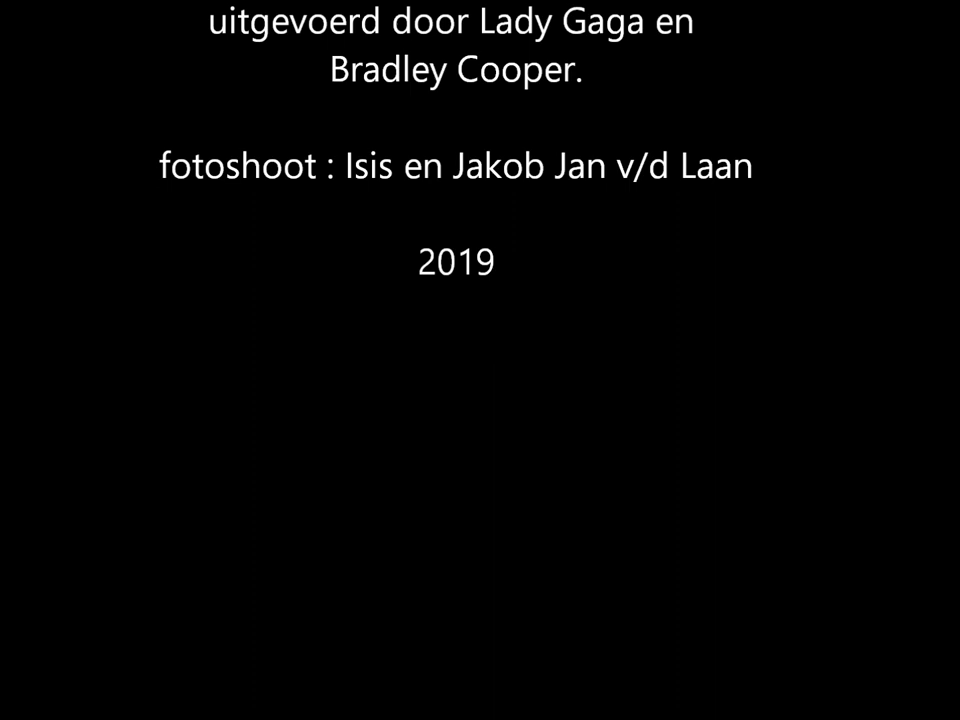 uitgevoerd door Lady Gaga en
Bradley Cooper.
fotoshoot : Isis en Jakob Jan v/d Laan
2019